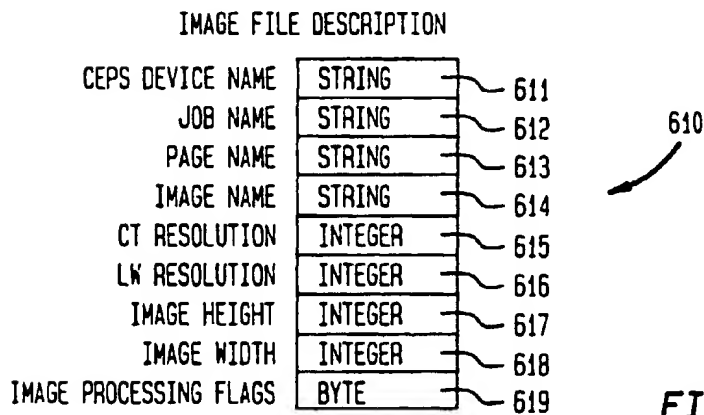 IMAGE FILE DESCRIPTION
CEPS DEVICE NAME STRING 611
JOB NAME STRING 612
PAGE NAME STRING 613
IMAGE NAME STRING 614
CT RESOLUTION INTEGER 615
LW RESOLUTION INTEGER 616
IMAGE HEIGHT INTEGER 617
IMAGE WIDTH INTEGER 618
IMAGE PROCESSING FLAGS BYTE 619
610
FI